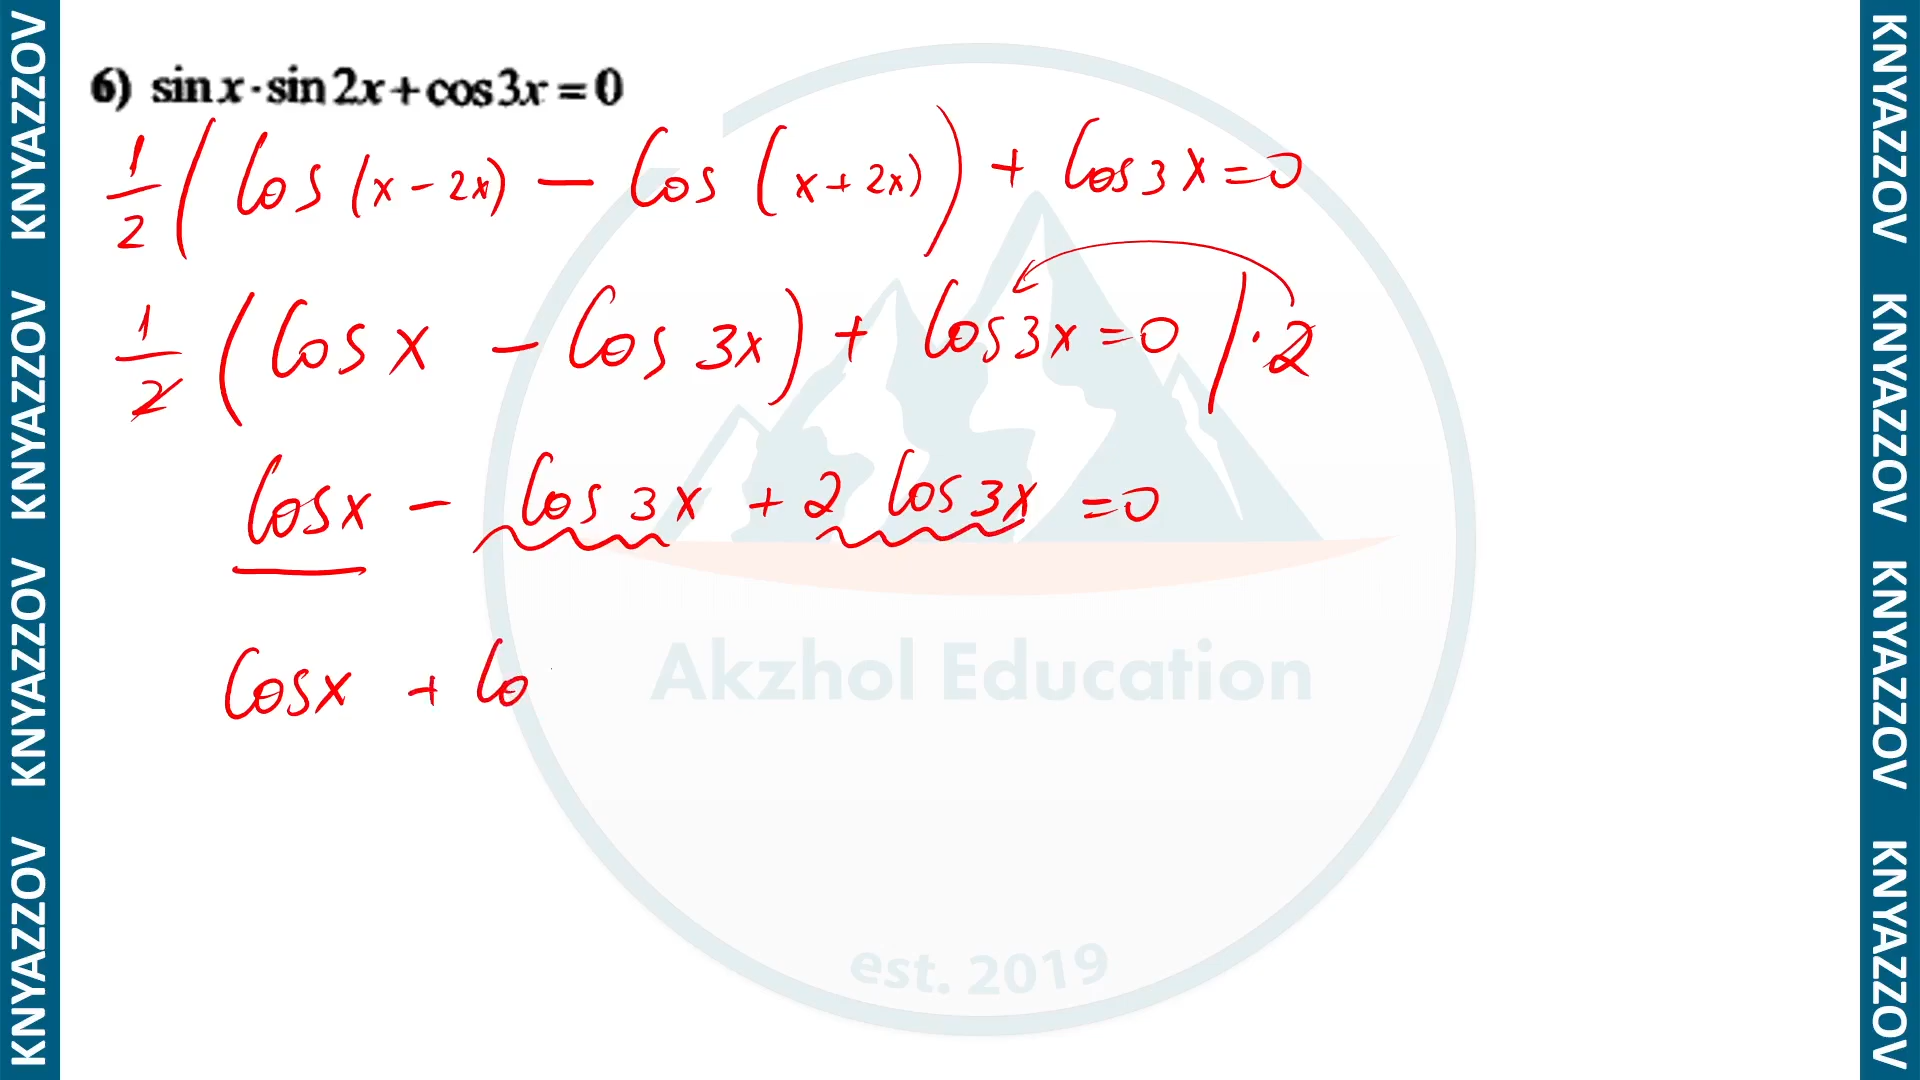 KNYAZZOV KNYAZZOV KNYAZZOV KNYAZZOV
6) sin x · sin 2x + cos 3x = 0
1/2 (Cos (x - 2x) - Cos (x + 2x)) + Cos 3x = 0
1/2 (Cos x - Cos 3x) + Cos 3x = 0 | · 2
Cos x - Cos 3x + 2 Cos 3x = 0
Cos x + Co
Akzhol Education
est. 2019
KNYAZZOV KNYAZZOV KNYAZZOV KNYAZZOV